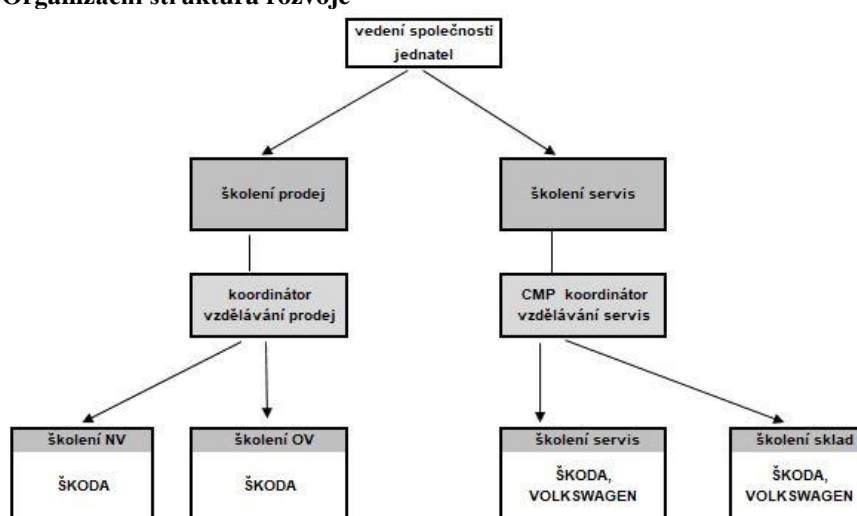 Organizační struktura rozvoje
vedení společnosti
jednatel
školení prodej
školení servis
koordinátor
vzdělávání prodej
CMP koordinátor
vzdělávání servis
školení NV
školení OV
školení servis
školení sklad
ŠKODA
ŠKODA
ŠKODA,
VOLKSWAGEN
ŠKODA,
VOLKSWAGEN